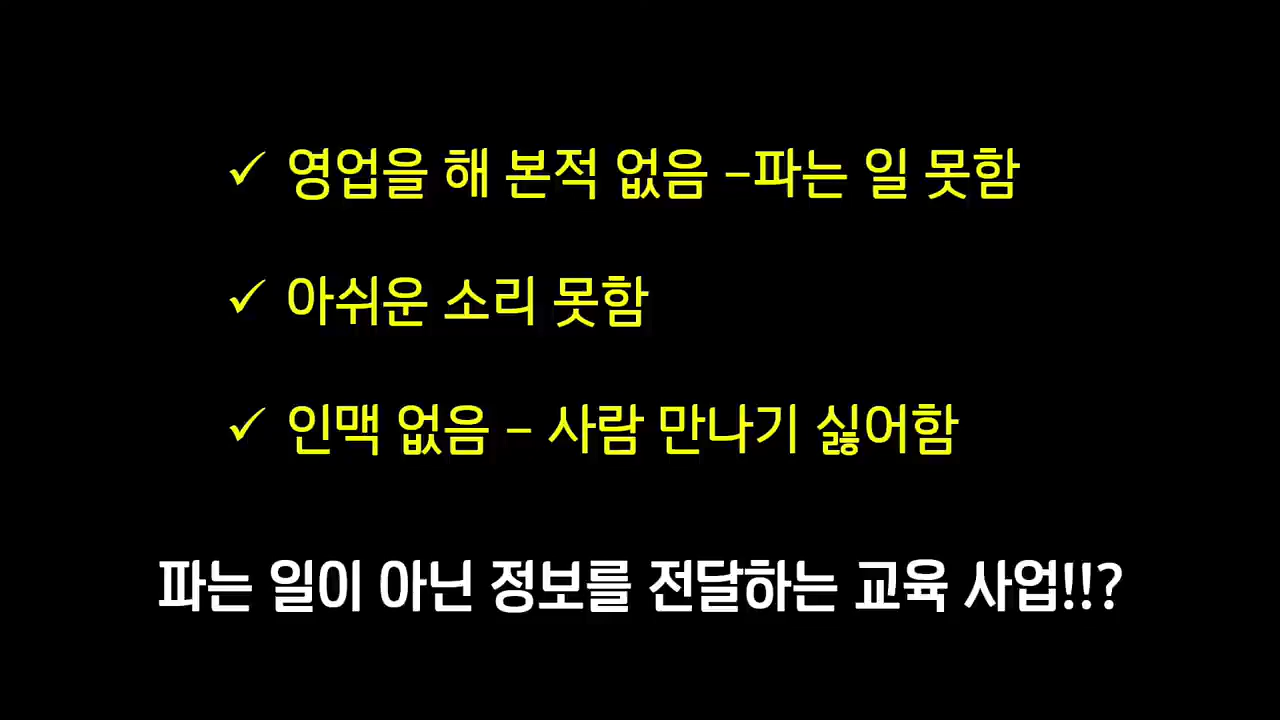 ✓ 영업을 해 본적 없음 –파는 일 못함
✓ 아쉬운 소리 못함
✓ 인맥 없음 – 사람 만나기 싫어함
파는 일이 아닌 정보를 전달하는 교육 사업!!?